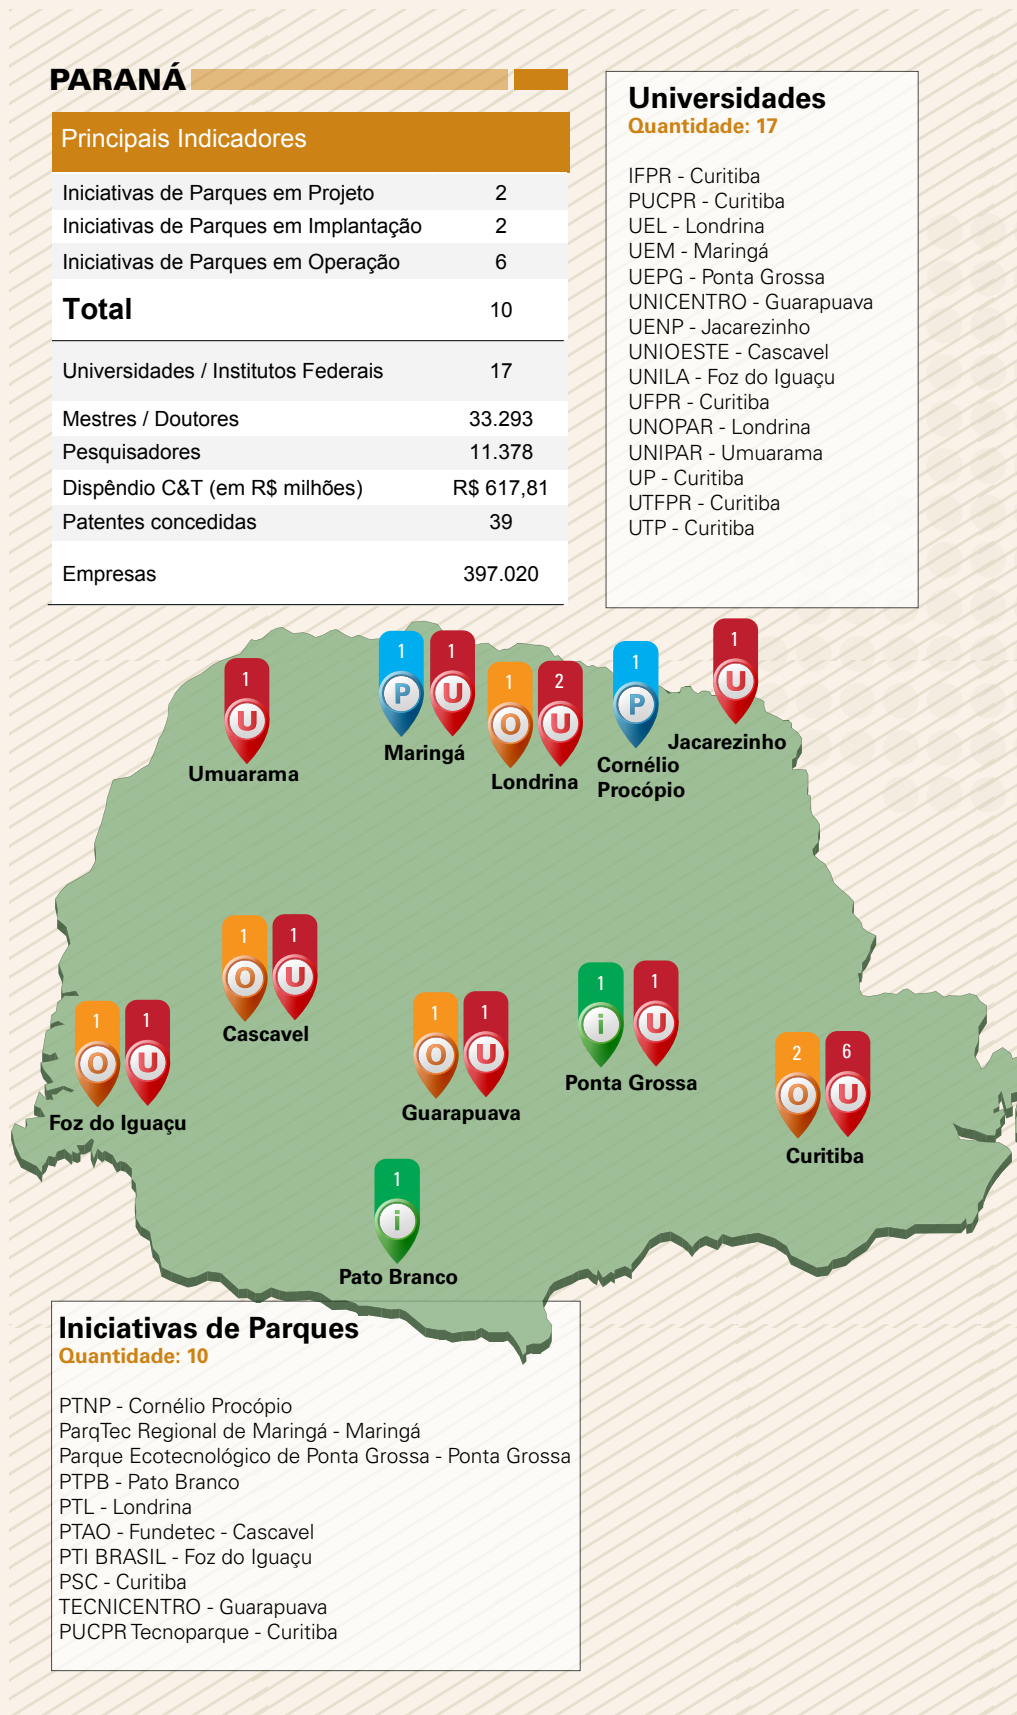 PARANÁ
Principais Indicadores
Iniciativas de Parques em Projeto 2
Iniciativas de Parques em Implantação 2
Iniciativas de Parques em Operação 6
Total 10
Universidades / Institutos Federais 17
Mestres / Doutores 33.293
Pesquisadores 11.378
Dispêndio C&T (em R$ milhões) R$ 617,81
Patentes concedidas 39
Empresas 397.020
Universidades
Quantidade: 17
IFPR - Curitiba
PUCPR - Curitiba
UEL - Londrina
UEM - Maringá
UEPG - Ponta Grossa
UNICENTRO - Guarapuava
UENP - Jacarezinho
UNIOESTE - Cascavel
UNILA - Foz do Iguaçu
UFPR - Curitiba
UNOPAR - Londrina
UNIPAR - Umuarama
UP - Curitiba
UTFPR - Curitiba
UTP - Curitiba
1
U
Umuarama
1 1
P U
Maringá
1 2
O U
Londrina
1
P
Cornélio
Procópio
1
U
Jacarezinho
1 1
O U
Cascavel
1 1
O U
Foz do Iguaçu
1 1
O U
Guarapuava
1 1
i U
Ponta Grossa
2 6
O U
Curitiba
1
i
Pato Branco
Iniciativas de Parques
Quantidade: 10
PTNP - Cornélio Procópio
ParqTec Regional de Maringá - Maringá
Parque Ecotecnológico de Ponta Grossa - Ponta Grossa
PTPB - Pato Branco
PTL - Londrina
PTAO - Fundetec - Cascavel
PTI BRASIL - Foz do Iguaçu
PSC - Curitiba
TECNICENTRO - Guarapuava
PUCPR Tecnoparque - Curitiba